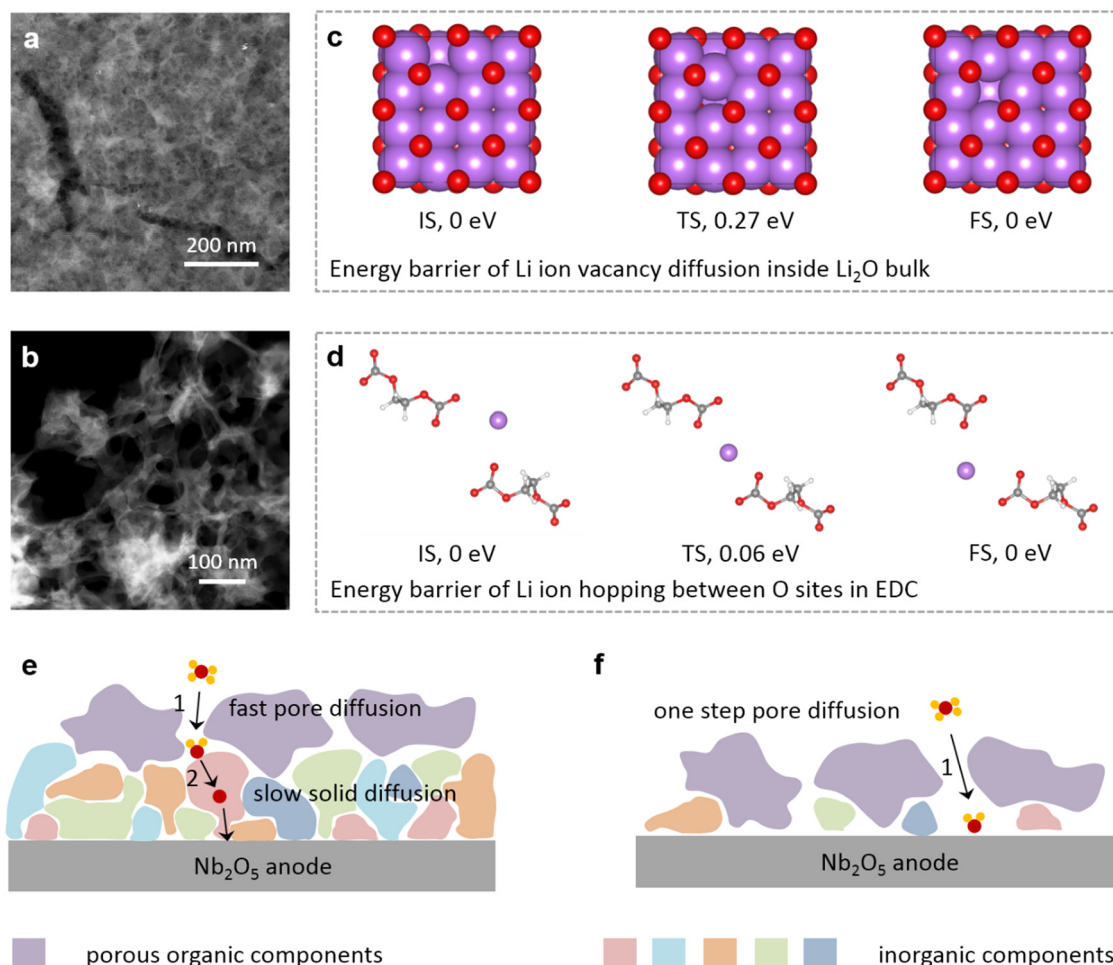 a
200 nm
c
IS, 0 eV
TS, 0.27 eV
FS, 0 eV
Energy barrier of Li ion vacancy diffusion inside Li₂O bulk
b
100 nm
d
IS, 0 eV
TS, 0.06 eV
FS, 0 eV
Energy barrier of Li ion hopping between O sites in EDC
e
1
fast pore diffusion
2
slow solid diffusion
Nb₂O₅ anode
f
one step pore diffusion
1
Nb₂O₅ anode
porous organic components
inorganic components